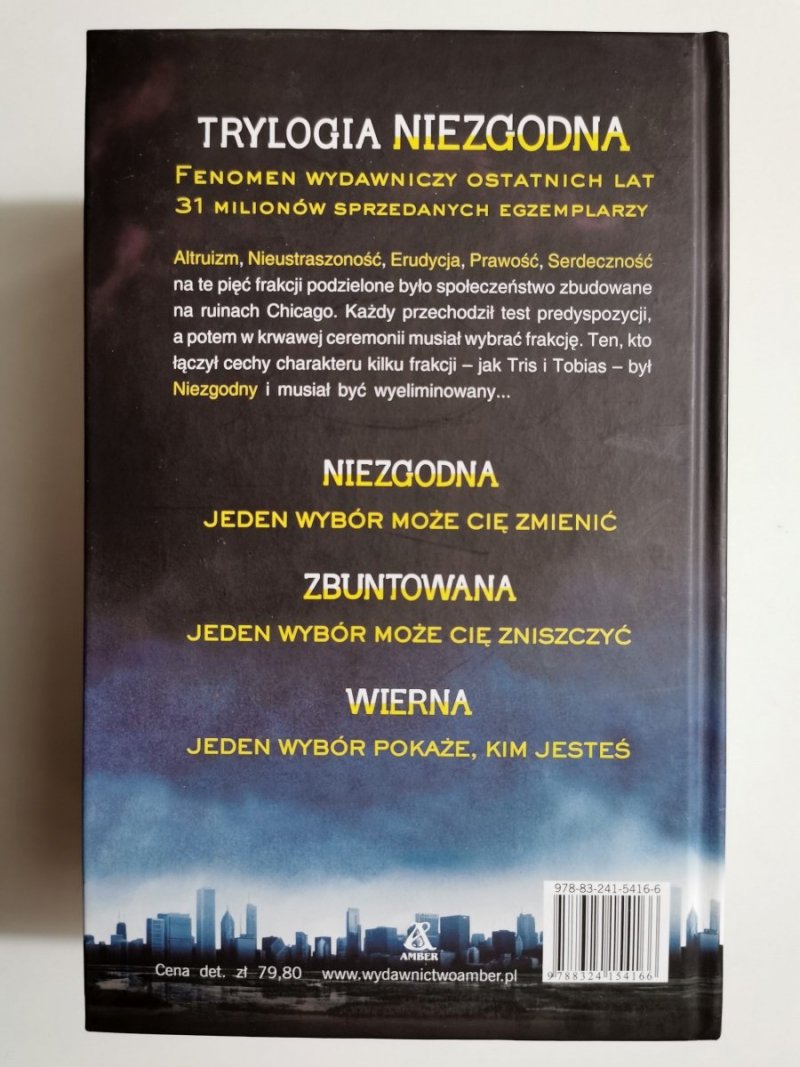 TRYLOGIA NIEZGODNA
FENOMEN WYDAWNICZY OSTATNICH LAT
31 MILIONÓW SPRZEDANYCH EGZEMPLARZY
Altruizm, Nieustraszoność, Erudycja, Prawość, Serdeczność
na te pięć frakcji podzielone było społeczeństwo zbudowane
na ruinach Chicago. Każdy przechodził test predyspozycji,
a potem w krwawej ceremonii musiał wybrać frakcję. Ten, kto
łączył cechy charakteru kilku frakcji – jak Tris i Tobias – był
Niezgodny i musiał być wyeliminowany...
NIEZGODNA
JEDEN WYBÓR MOŻE CIĘ ZMIENIĆ
ZBUNTOWANA
JEDEN WYBÓR MOŻE CIĘ ZNISZCZYĆ
WIERNA
JEDEN WYBÓR POKAŻE, KIM JESTEŚ
978-83-241-5416-6
AMBER
Cena det. zł 79,80 www.wydawnictwoamber.pl
9 788324 154166